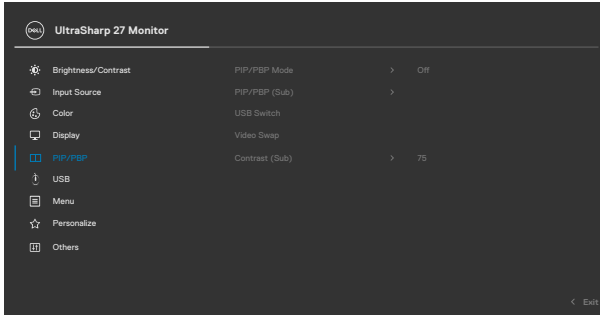 DELL UltraSharp 27 Monitor
Brightness/Contrast PIP/PBP Mode > Off
Input Source PIP/PBP (Sub) >
Color USB Switch
Display Video Swap
PIP/PBP Contrast (Sub) > 75
USB
Menu
Personalize
Others
< Exit